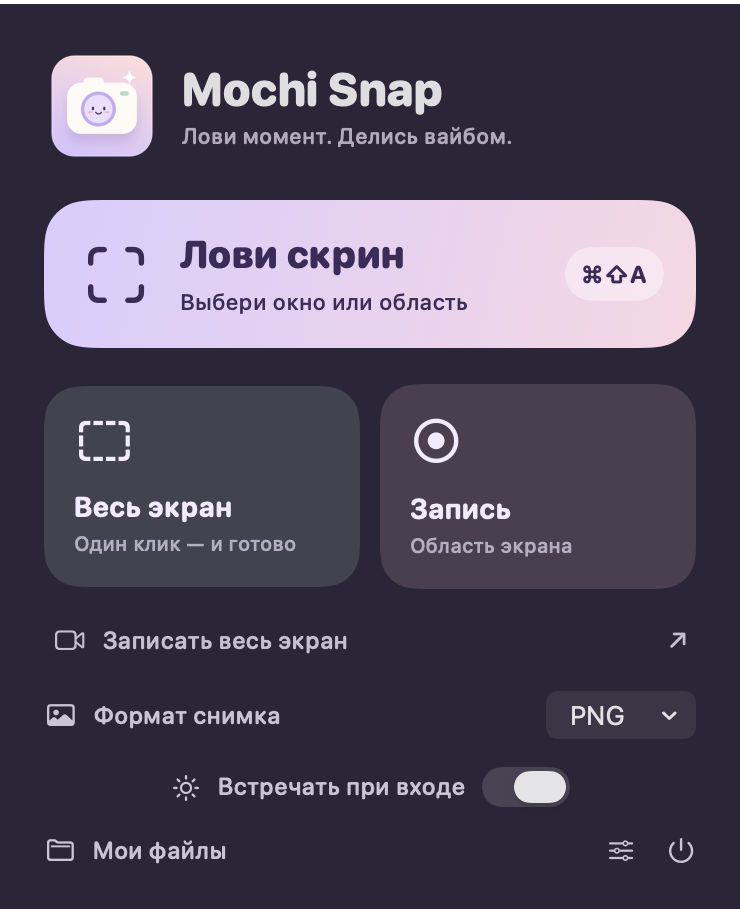 Mochi Snap
Лови момент. Делись вайбом.
Лови скрин
Выбери окно или область
⌘⇧A
Весь экран
Один клик — и готово
Запись
Область экрана
Записать весь экран
Формат снимка
PNG
Встречать при входе
Мои файлы